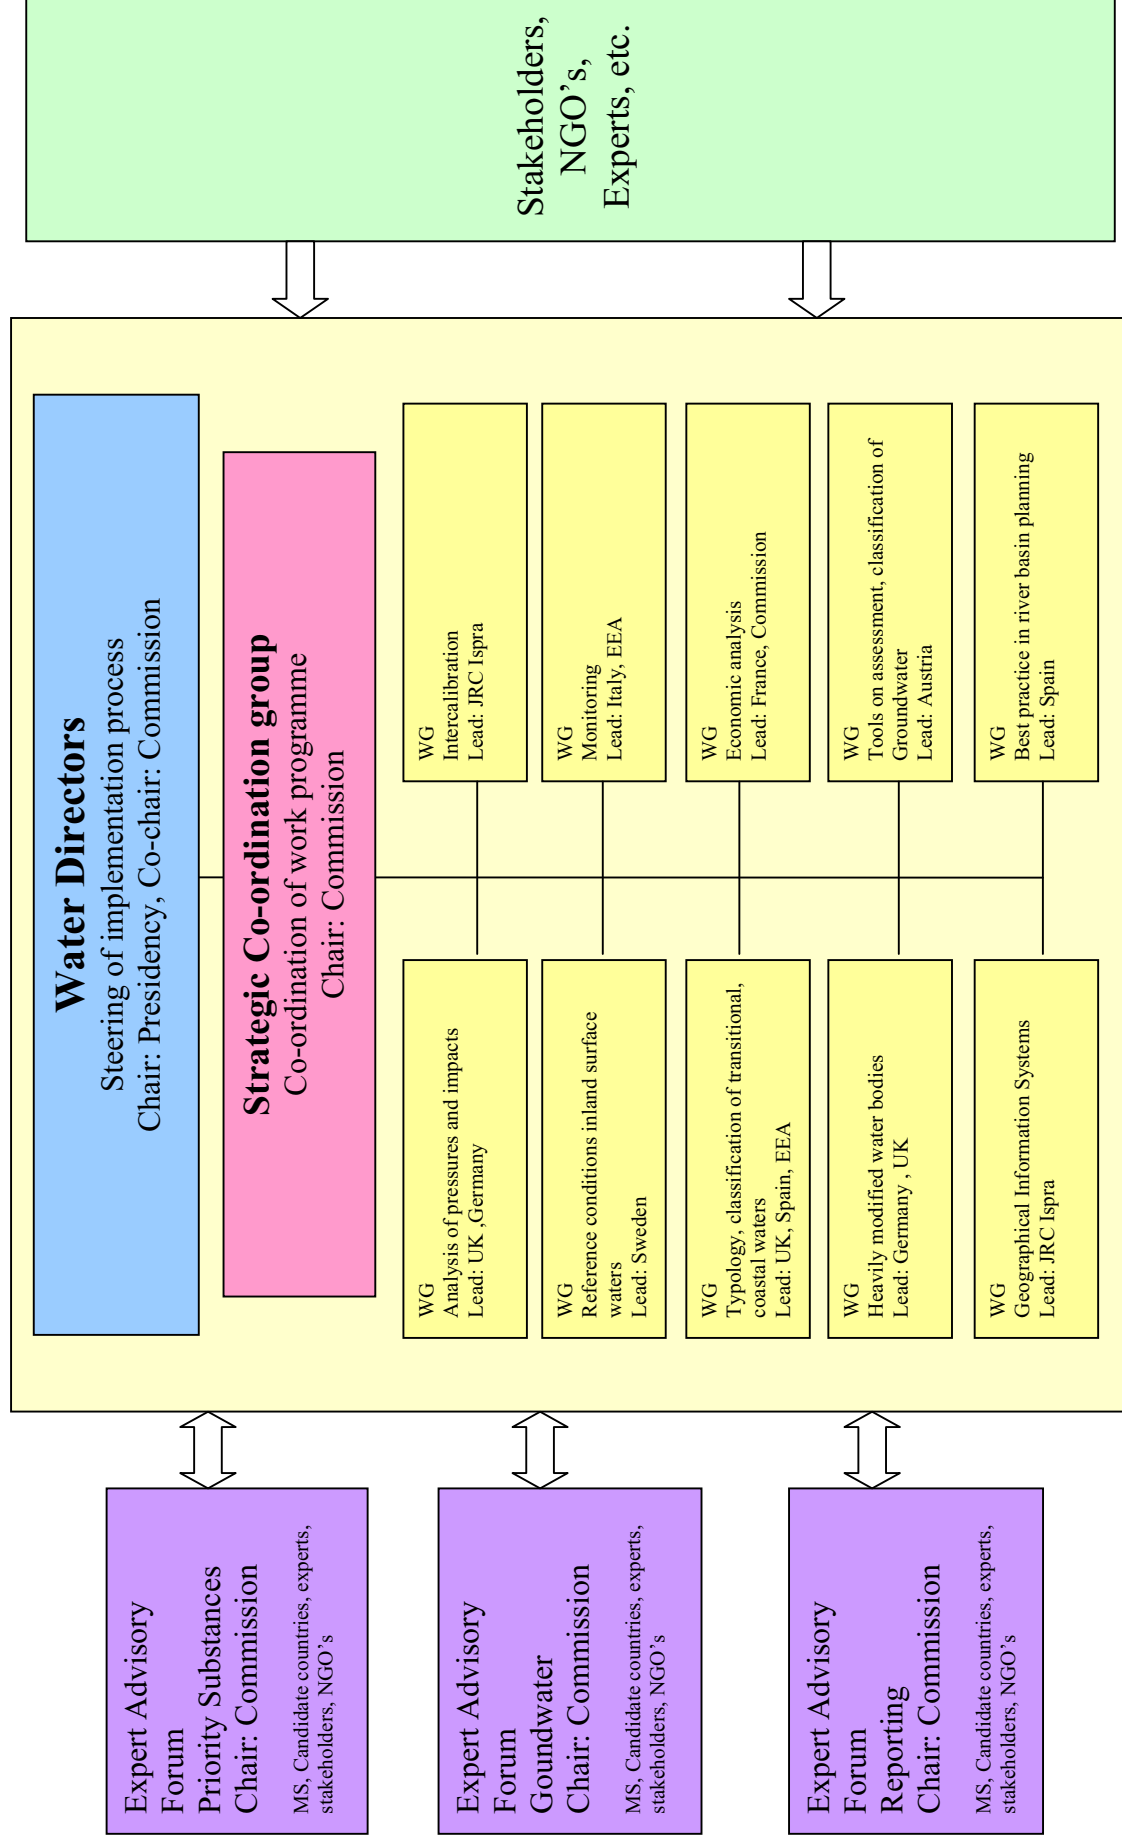 Water Directors
Steering of implementation process
Chair: Presidency, Co-chair: Commission
Strategic Co-ordination group
Co-ordination of work programme
Chair: Commission
Expert Advisory
Forum
Priority Substances
Chair: Commission
MS, Candidate countries, experts,
stakeholders, NGO's
Expert Advisory
Forum
Goundwater
Chair: Commission
MS, Candidate countries, experts,
stakeholders, NGO's
Expert Advisory
Forum
Reporting
Chair: Commission
MS, Candidate countries, experts,
stakeholders, NGO's
WG
Analysis of pressures and impacts
Lead: UK ,Germany
WG
Reference conditions inland surface
waters
Lead: Sweden
WG
Typology, classification of transitional,
coastal waters
Lead: UK, Spain, EEA
WG
Heavily modified water bodies
Lead: Germany , UK
WG
Geographical Information Systems
Lead: JRC Ispra
WG
Intercalibration
Lead: JRC Ispra
WG
Monitoring
Lead: Italy, EEA
WG
Economic analysis
Lead: France, Commission
WG
Tools on assessment, classification of
Groundwater
Lead: Austria
WG
Best practice in river basin planning
Lead: Spain
Stakeholders,
NGO's,
Experts, etc.